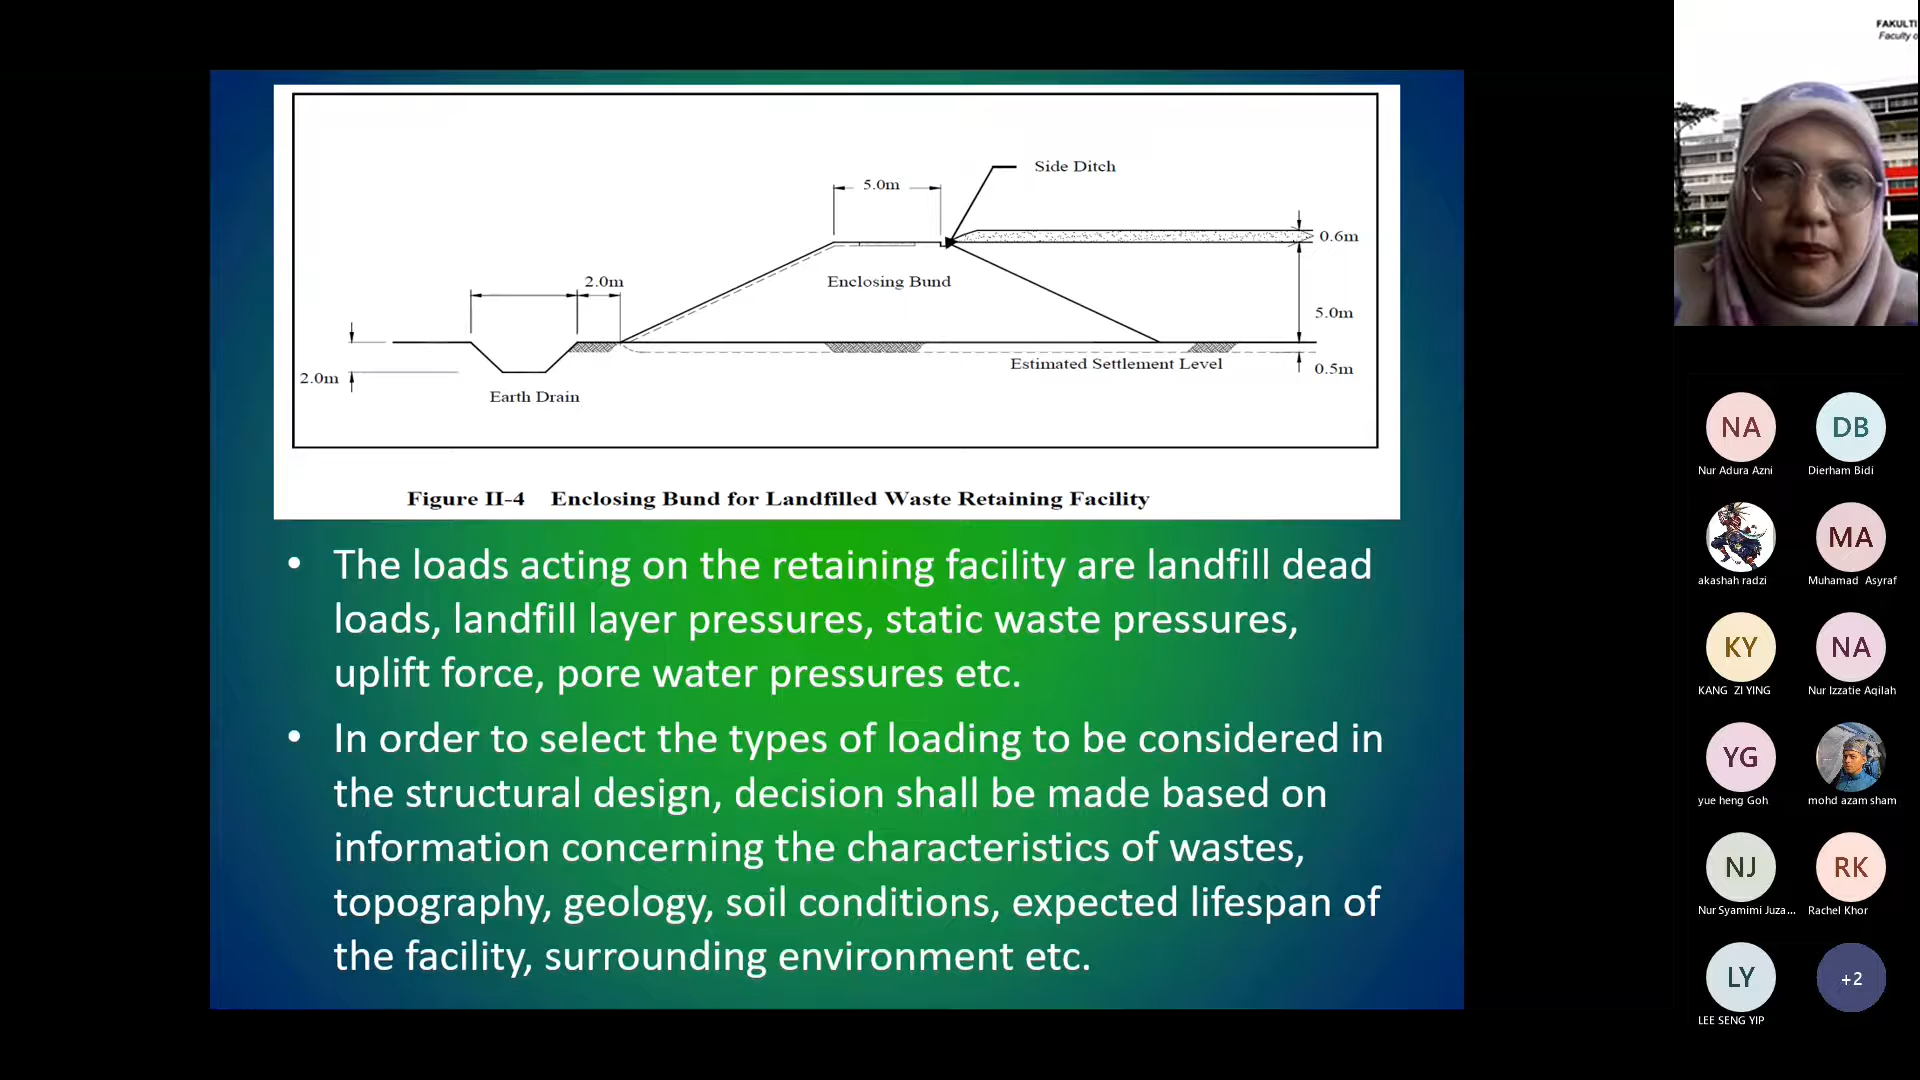 FAKULTI
Faculty o
Side Ditch
5.0m
0.6m
2.0m
Enclosing Bund
5.0m
Estimated Settlement Level
0.5m
2.0m
Earth Drain
Figure II-4 Enclosing Bund for Landfilled Waste Retaining Facility
• The loads acting on the retaining facility are landfill dead
loads, landfill layer pressures, static waste pressures,
uplift force, pore water pressures etc.
• In order to select the types of loading to be considered in
the structural design, decision shall be made based on
information concerning the characteristics of wastes,
topography, geology, soil conditions, expected lifespan of
the facility, surrounding environment etc.
NA
DB
Nur Adura Azni
Dierham Bidi
MA
akashah radzi
Muhamad Asyraf
KY
NA
KANG ZI YING
Nur Izzatie Aqilah
YG
yue heng Goh
mohd azam sham
NJ
RK
Nur Syamimi Juza...
Rachel Khor
LY
+2
LEE SENG YIP